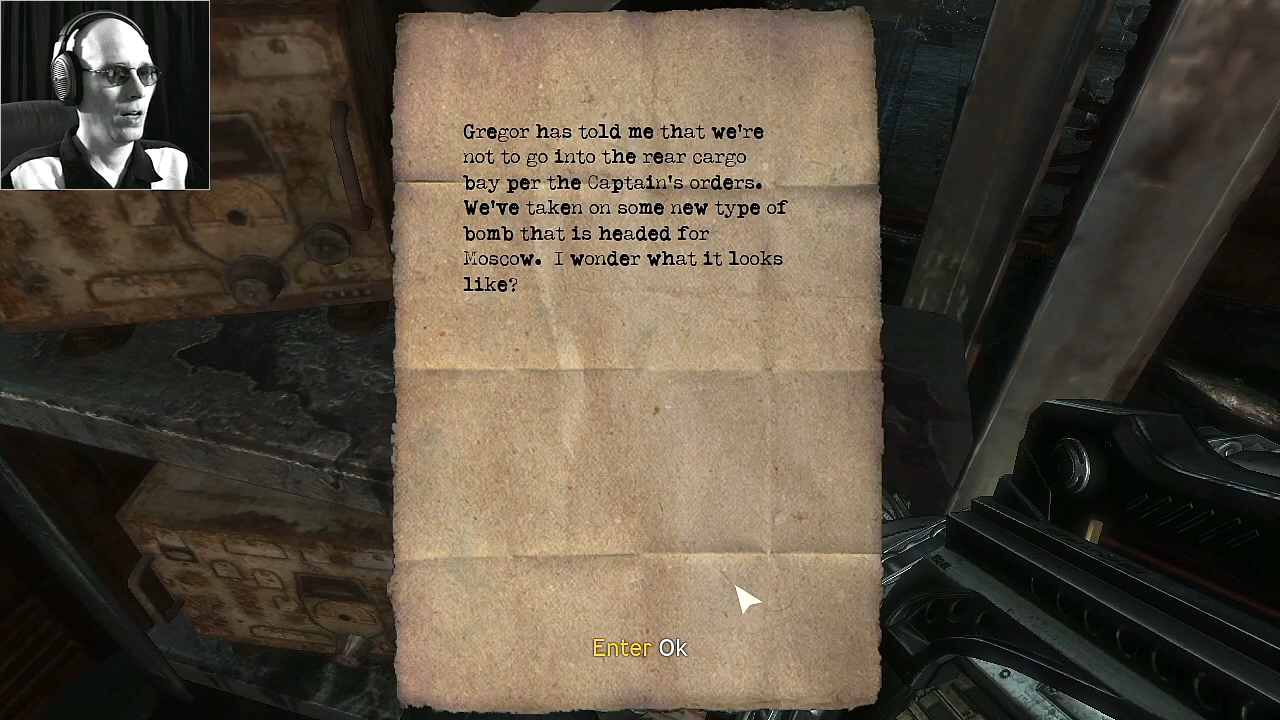 Gregor has told me that we're
not to go into the rear cargo
bay per the Captain's orders.
We've taken on some new type of
bomb that is headed for
Moscow. I wonder what it looks
like?
Enter Ok